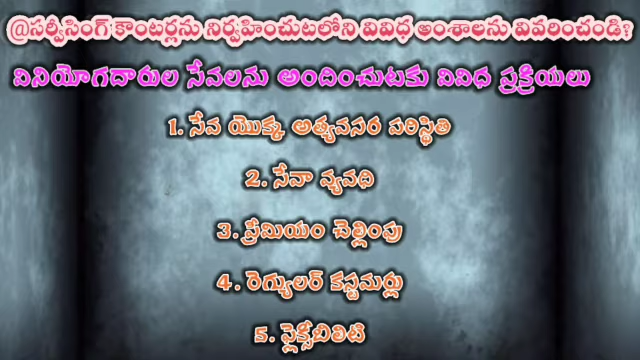 @సర్వీసింగ్ కౌంటర్లను నిర్వహించుటలోని వివిధ అంశాలను వివరించండి?
వినియోగదారుల సేవలను అందించుటకు వివిధ ప్రక్రియలు
1. సేవ యొక్క అత్యవసర పరిస్థితి
2. సేవా వ్యవధి
3. ప్రీమియం చెల్లింపు
4. రెగ్యులర్ కస్టమర్లు
5. ఫ్లెక్సీబిలిటి